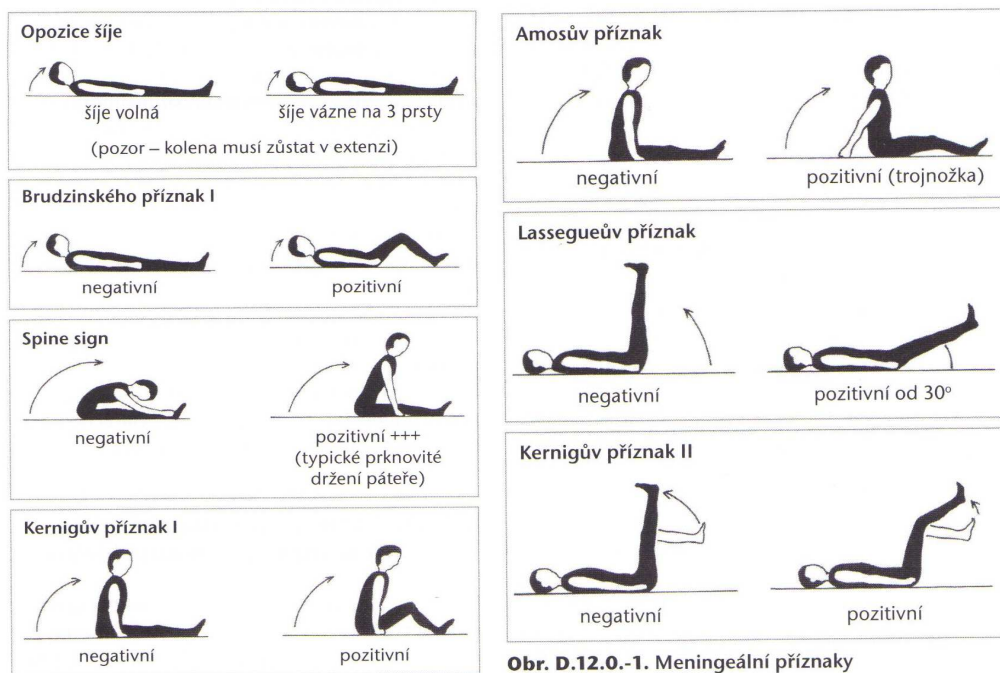 Opozice šíje
šíje volná
šíje vázne na 3 prsty
(pozor – kolena musí zůstat v extenzi)
Brudzinského příznak I
negativní
pozitivní
Spine sign
negativní
pozitivní +++
(typické prknovité
držení páteře)
Kernigův příznak I
negativní
pozitivní
Amosův příznak
negativní
pozitivní (trojnožka)
Lassegueův příznak
negativní
pozitivní od 30°
Kernigův příznak II
negativní
pozitivní
Obr. D.12.0.-1. Meningeální příznaky